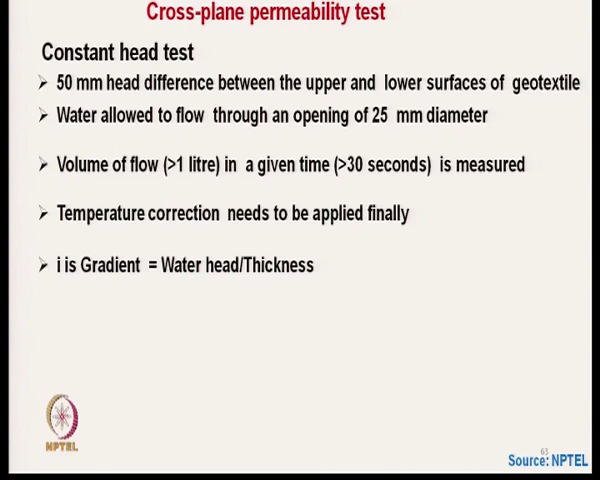 Cross-plane permeability test
Constant head test
➢ 50 mm head difference between the upper and lower surfaces of geotextile
➢ Water allowed to flow through an opening of 25 mm diameter
➢ Volume of flow (>1 litre) in a given time (>30 seconds) is measured
➢ Temperature correction needs to be applied finally
➢ i is Gradient = Water head/Thickness
NPTEL
63
Source: NPTEL